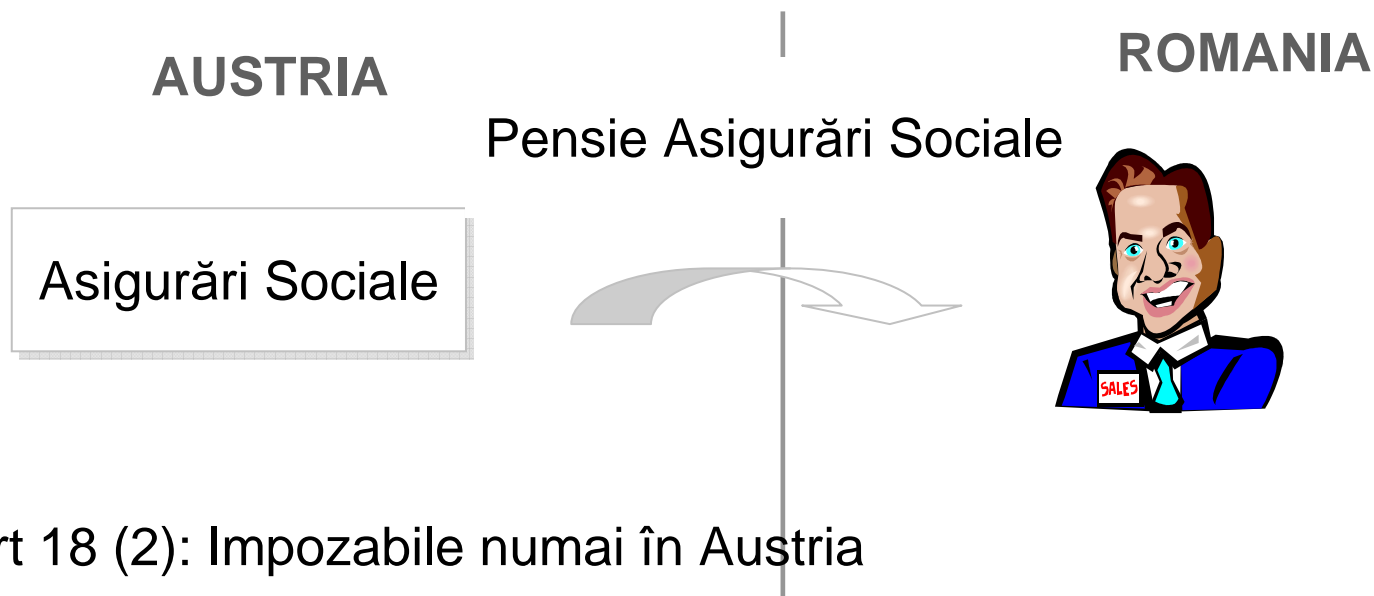 AUSTRIA
ROMANIA
Pensie Asigurări Sociale
Asigurări Sociale
SALES
rt 18 (2): Impozabile numai în Austria